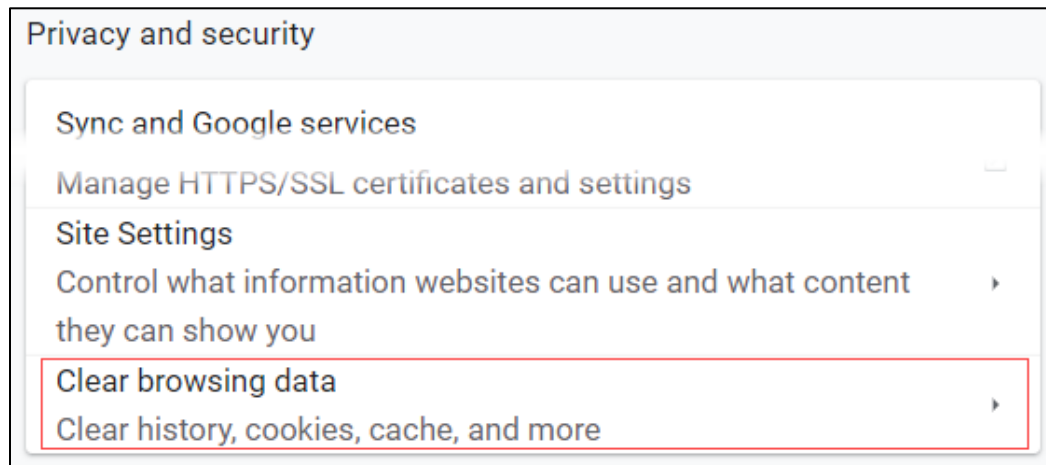 Privacy and security
Sync and Google services
Manage HTTPS/SSL certificates and settings
Site Settings
Control what information websites can use and what content
they can show you
Clear browsing data
Clear history, cookies, cache, and more